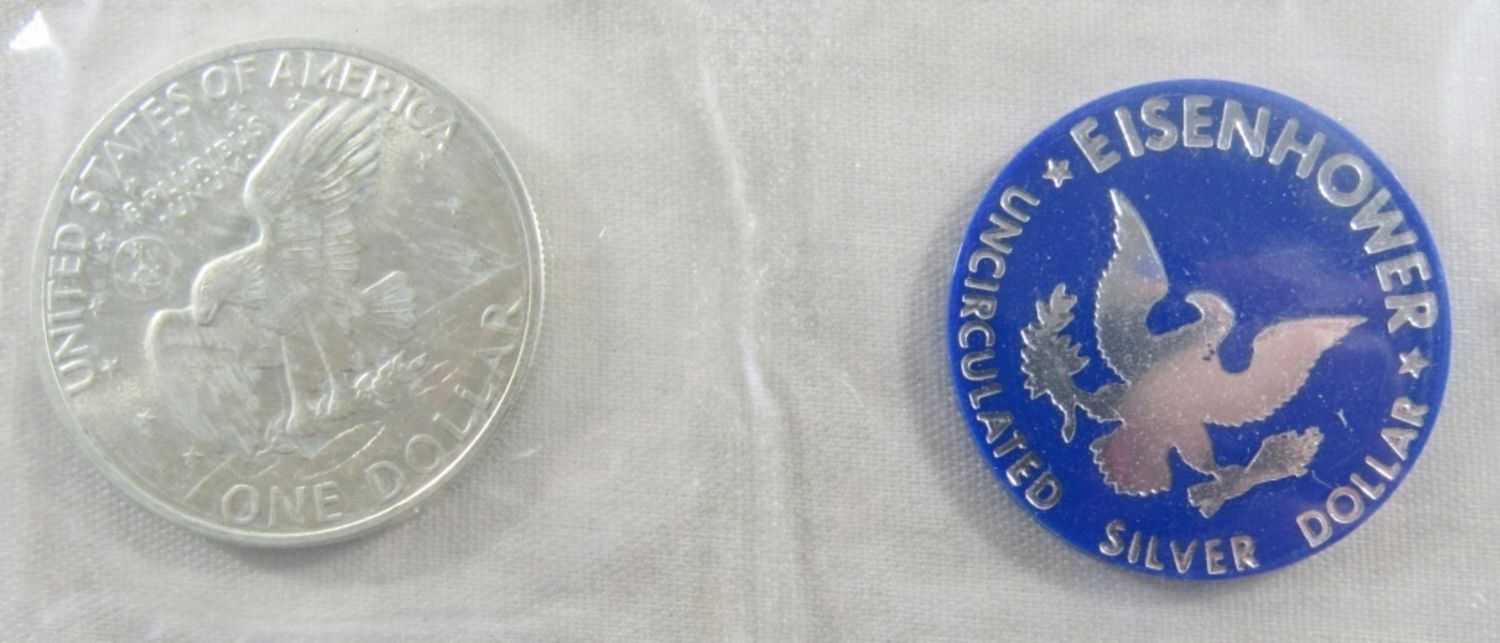 UNITED STATES OF AMERICA
E PLURIBUS
UNUM
ONE DOLLAR
EISENHOWER
UNCIRCULATED SILVER DOLLAR